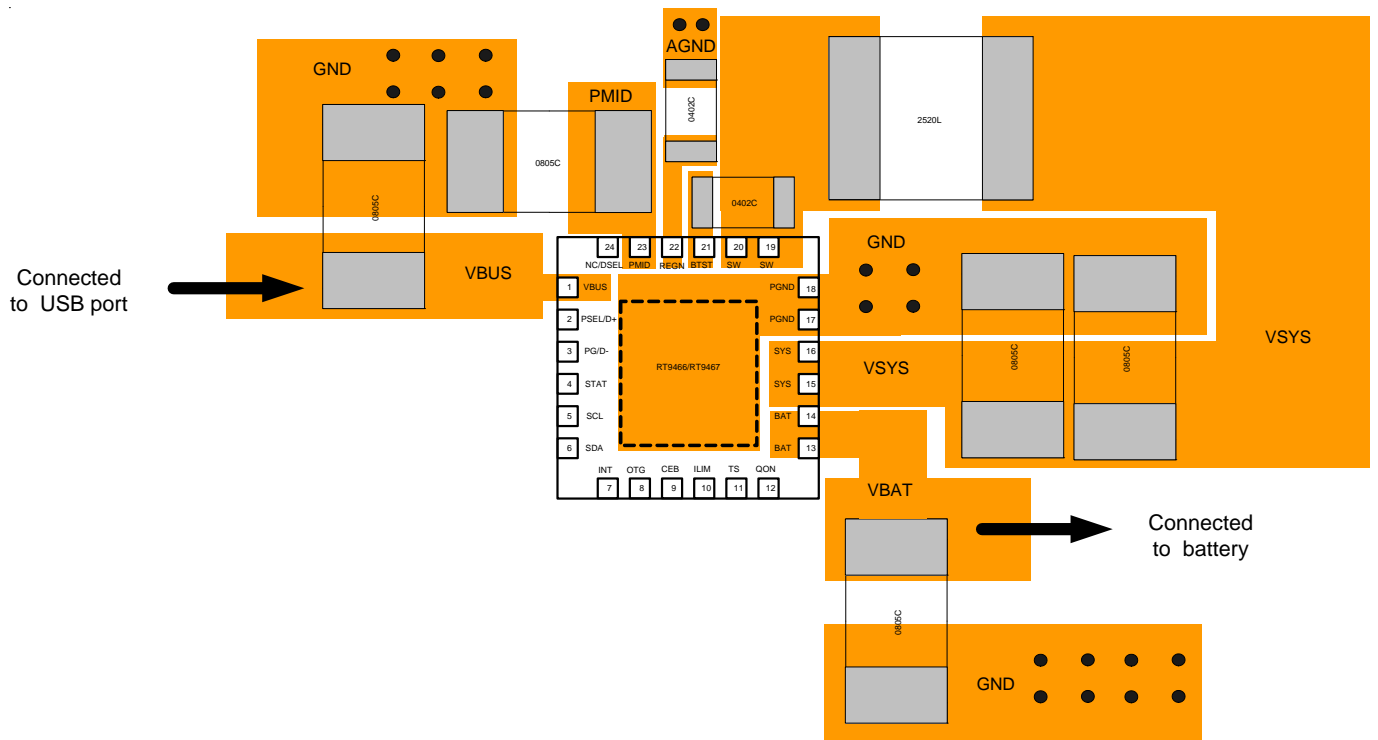 AGND
GND
PMID
0402C
2520L
0805C
0402C
0805C
GND
24
23
22
21
20
19
NC/DSEL
PMID
REGN
BTST
SW
SW
Connected
to USB port
VBUS
1
VBUS
PGND
18
2
PSEL/D+
PGND
17
3
PG/D-
SYS
16
4
STAT
SYS
15
5
SCL
BAT
14
6
SDA
BAT
13
RT9466/RT9467
VSYS
0805C
0805C
VSYS
INT
OTG
CEB
ILIM
TS
QON
7
8
9
10
11
12
VBAT
Connected
to battery
0805C
GND